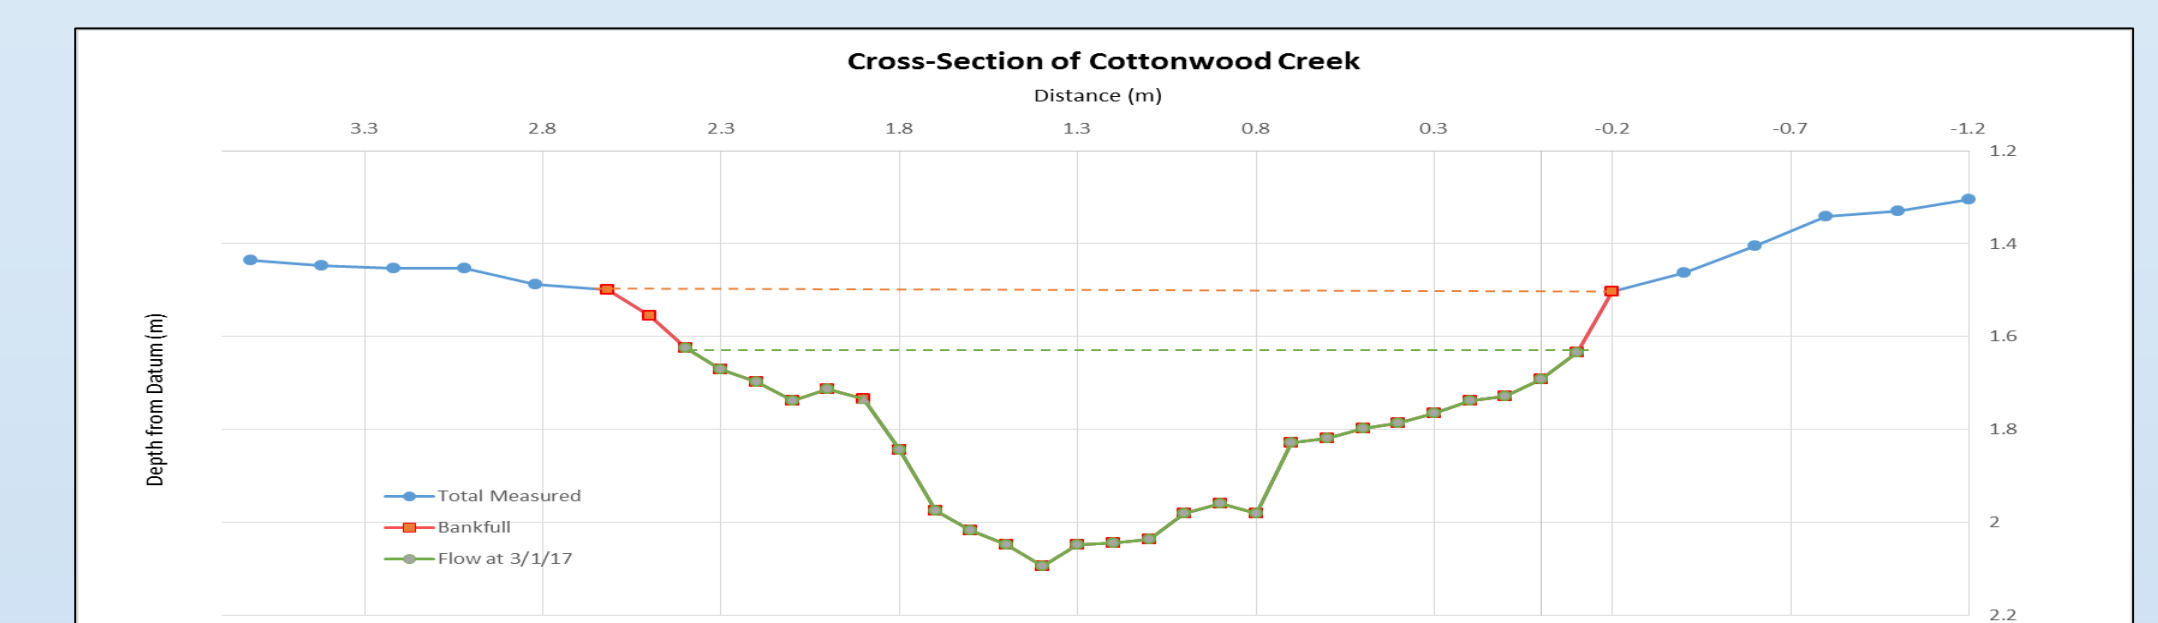 Cross-Section of Cottonwood Creek
Distance (m)
3.3 2.8 2.3 1.8 1.3 0.8 0.3 -0.2 -0.7 -1.2
1.2
1.4
1.6
1.8
2
2.2
Depth from Datum (m)
Total Measured
Bankfull
Flow at 3/1/17